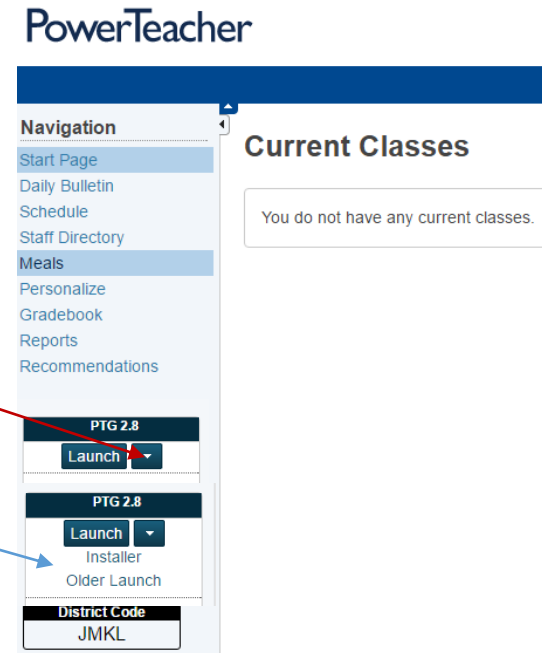 PowerTeacher
Navigation
Start Page
Daily Bulletin
Schedule
Staff Directory
Meals
Personalize
Gradebook
Reports
Recommendations
PTG 2.8
Launch
PTG 2.8
Launch
Installer
Older Launch
District Code
JMKL
Current Classes
You do not have any current classes.